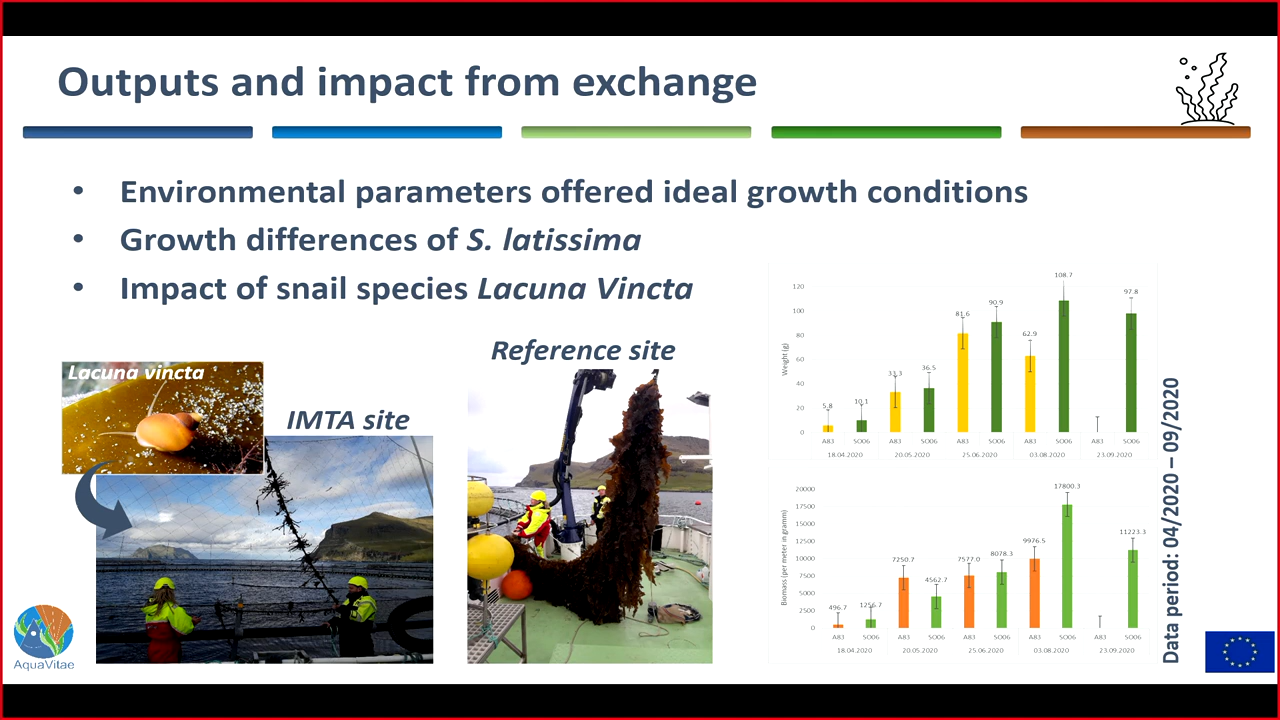 Outputs and impact from exchange
• Environmental parameters offered ideal growth conditions
• Growth differences of S. latissima
• Impact of snail species Lacuna Vincta
Lacuna vincta
IMTA site
Reference site
Weight (g)
120
100
80
60
40
20
0
5.8
10.1
33.3
36.5
81.6
90.9
62.9
108.7
97.8
A83 SO06 A83 SO06 A83 SO06 A83 SO06 A83 SO06
18.04.2020 20.05.2020 25.06.2020 03.08.2020 23.09.2020
Biomass (per meter in gramm)
20000
17500
15000
12500
10000
7500
5000
2500
0
496.7
1256.7
7250.7
4562.7
7577.0
8078.3
9976.5
17800.3
11223.3
A83 SO06 A83 SO06 A83 SO06 A83 SO06 A83 SO06
18.04.2020 20.05.2020 25.06.2020 03.08.2020 23.09.2020
Data period: 04/2020 – 09/2020
AquaVitae